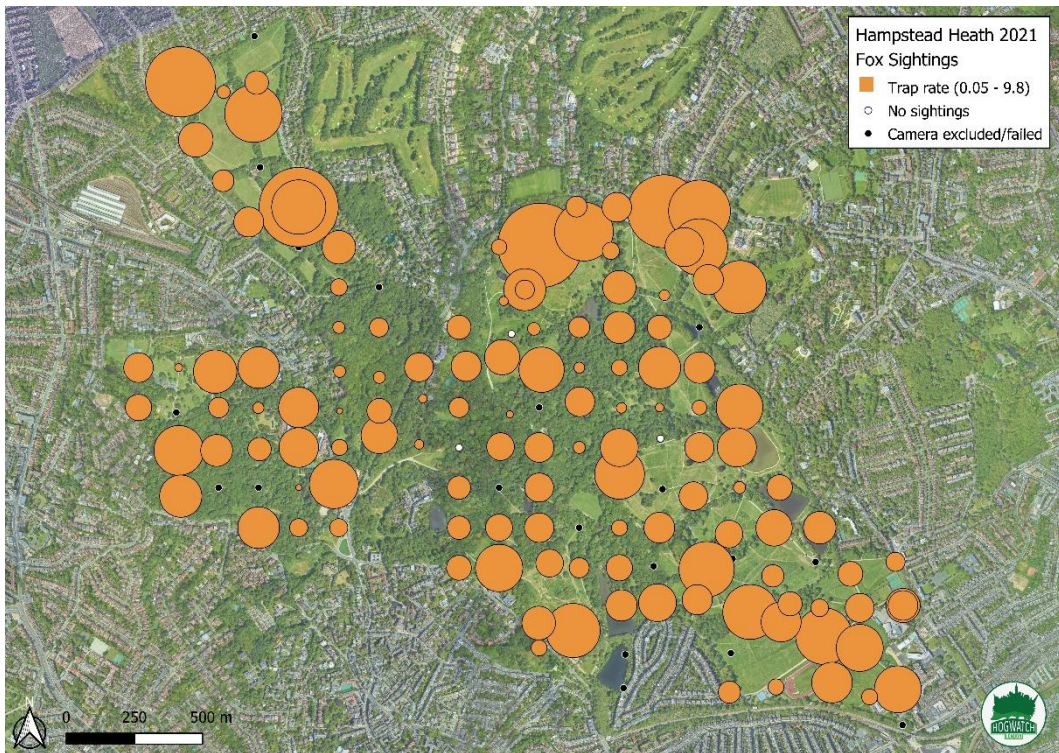 Hampstead Heath 2021
Fox Sightings
Trap rate (0.05 - 9.8)
No sightings
Camera excluded/failed
0 250 500 m
HOGWATCH